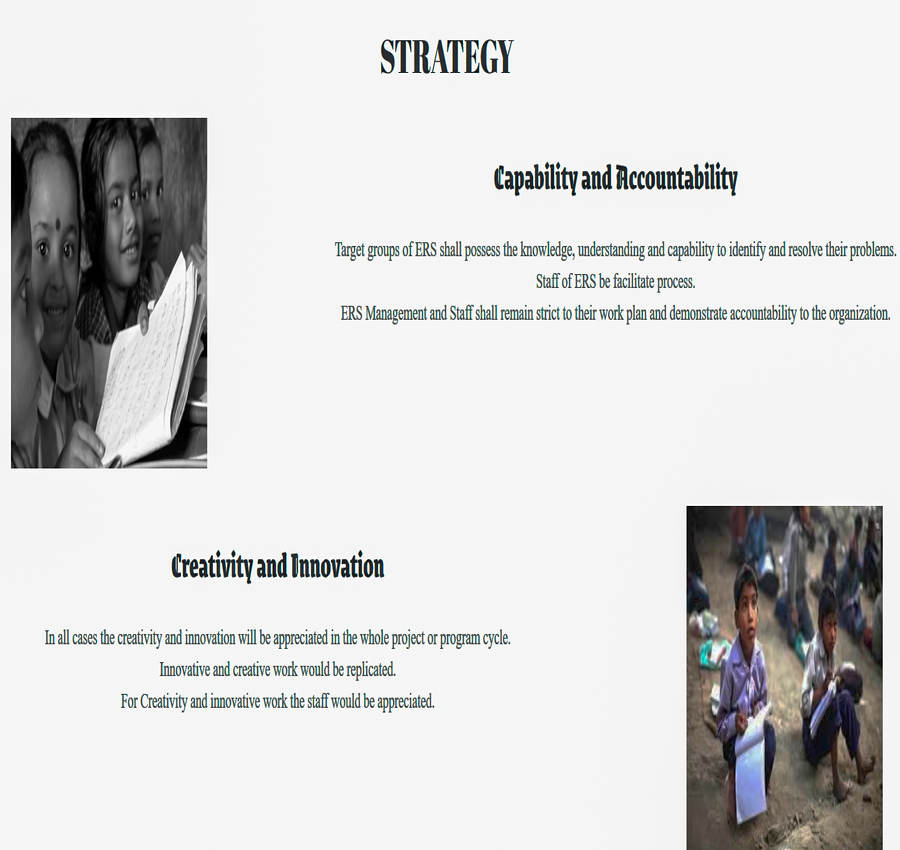 STRATEGY
Capability and Accountability
Target groups of ERS shall possess the knowledge, understanding and capability to identify and resolve their problems.
Staff of ERS be facilitate process.
ERS Management and Staff shall remain strict to their work plan and demonstrate accountability to the organization.
Creativity and Innovation
In all cases the creativity and innovation will be appreciated in the whole project or program cycle.
Innovative and creative work would be replicated.
For Creativity and innovative work the staff would be appreciated.